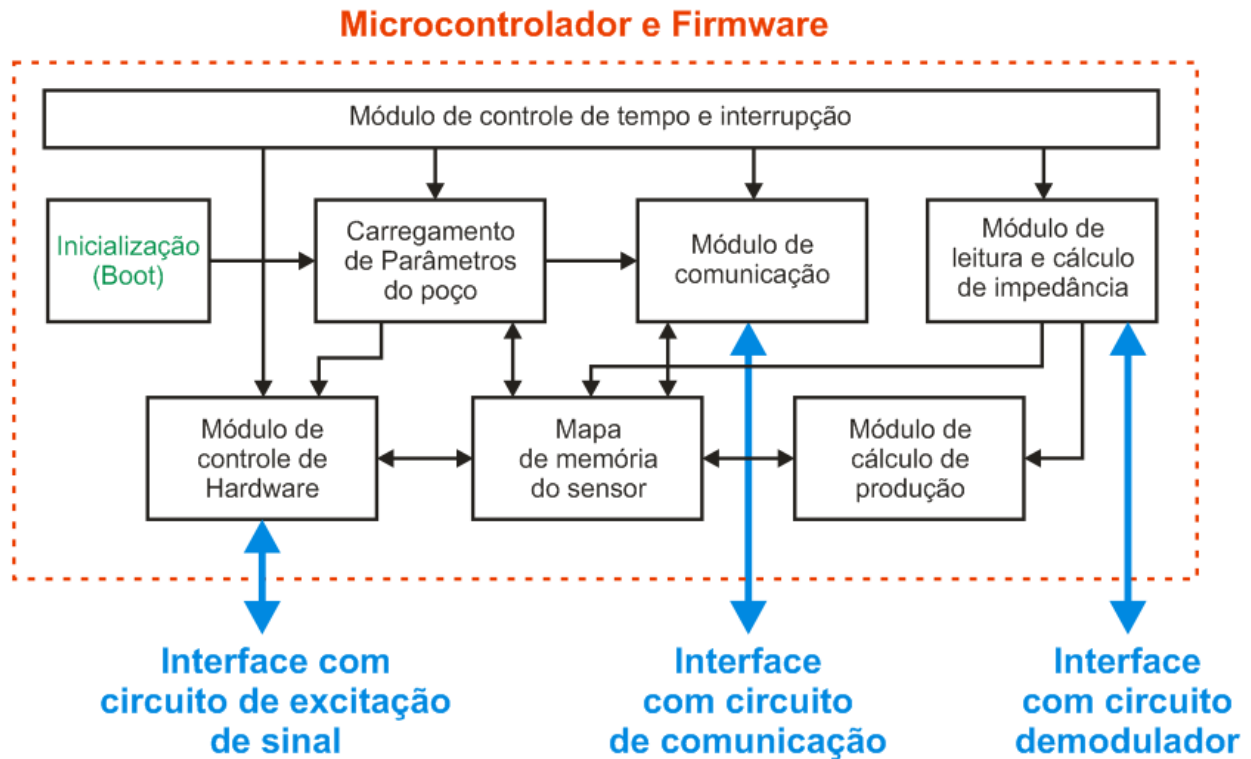 Microcontrolador e Firmware
Módulo de controle de tempo e interrupção
Inicialização
(Boot)
Carregamento
de Parâmetros
do poço
Módulo de
comunicação
Módulo de
leitura e cálculo
de impedância
Módulo de
controle de
Hardware
Mapa
de memória
do sensor
Módulo de
cálculo de
produção
Interface com
circuito de excitação
de sinal
Interface
com circuito
de comunicação
Interface
com circuito
demodulador